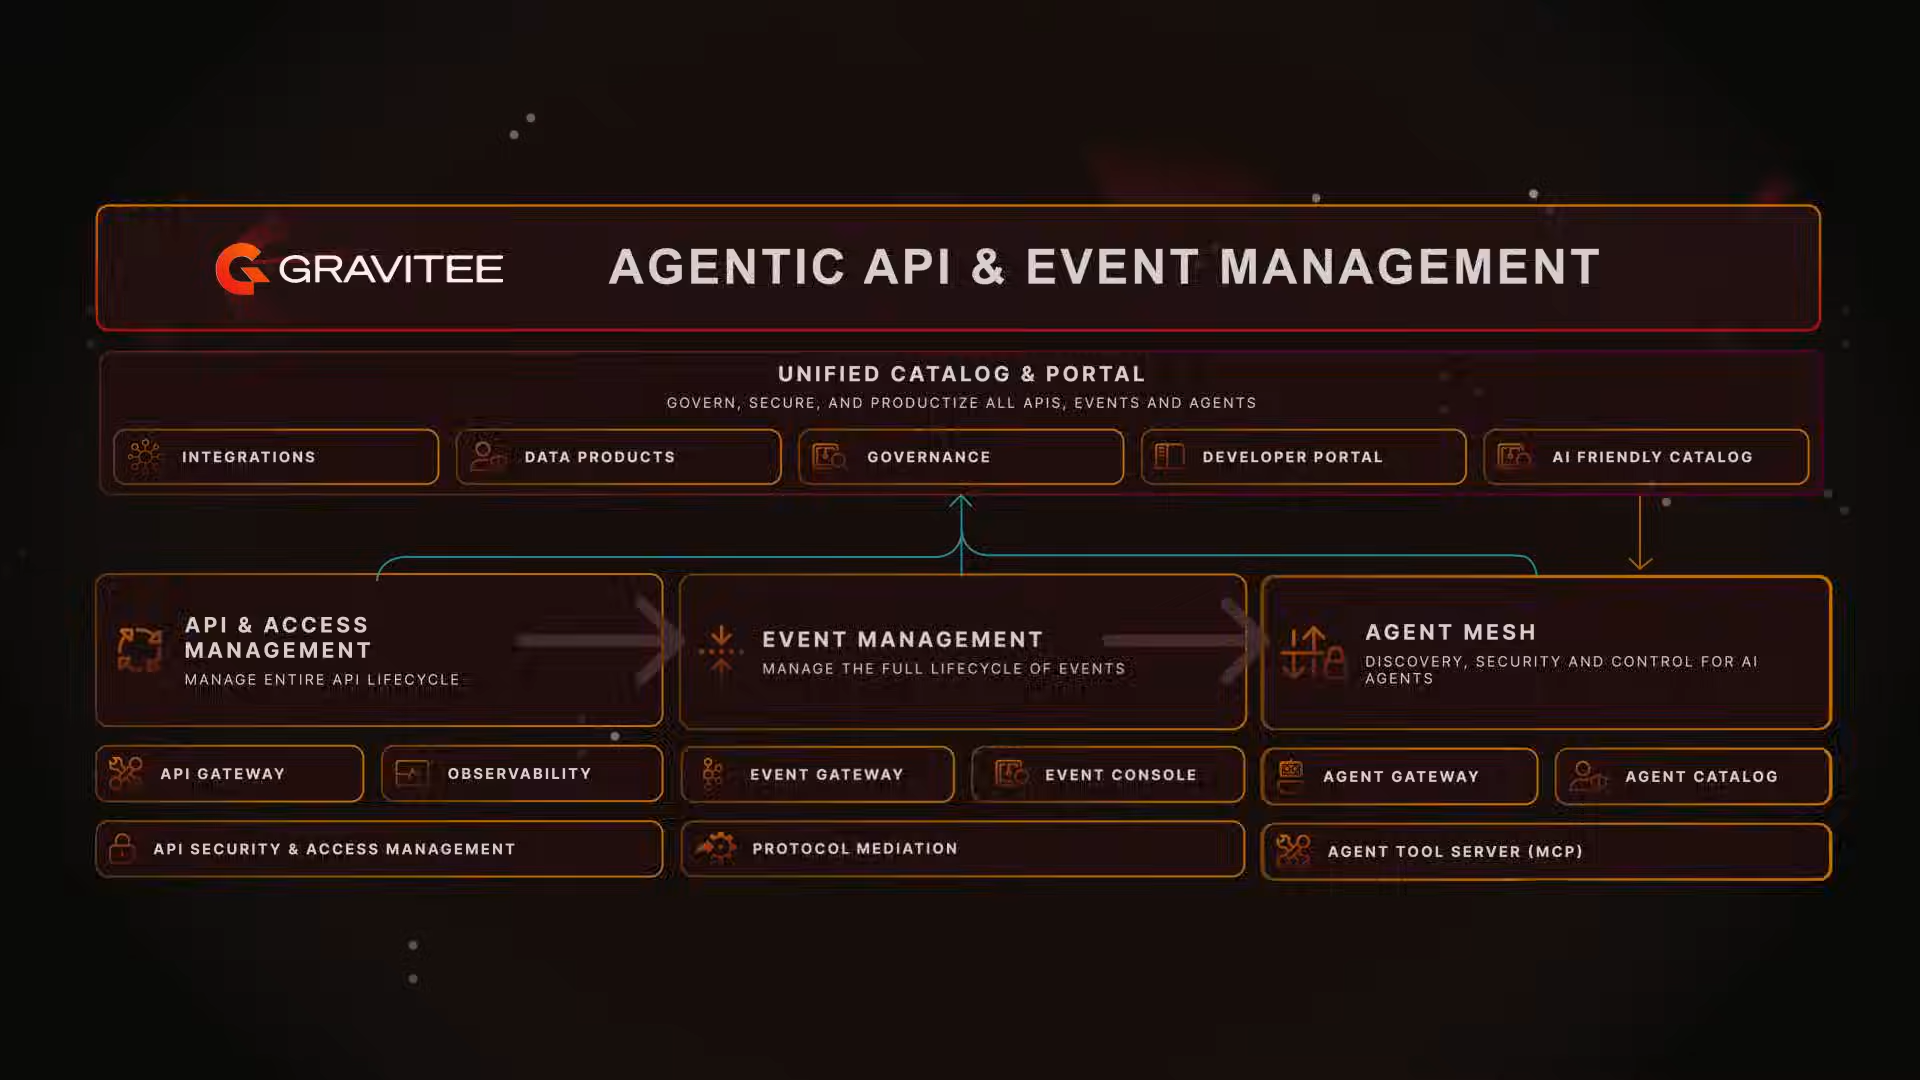 GRAVITEE
AGENTIC API & EVENT MANAGEMENT
UNIFIED CATALOG & PORTAL
GOVERN, SECURE, AND PRODUCTIZE ALL APIS, EVENTS AND AGENTS
INTEGRATIONS
DATA PRODUCTS
GOVERNANCE
DEVELOPER PORTAL
AI FRIENDLY CATALOG
API & ACCESS
MANAGEMENT
MANAGE ENTIRE API LIFECYCLE
EVENT MANAGEMENT
MANAGE THE FULL LIFECYCLE OF EVENTS
AGENT MESH
DISCOVERY, SECURITY AND CONTROL FOR AI
AGENTS
API GATEWAY
OBSERVABILITY
EVENT GATEWAY
EVENT CONSOLE
AGENT GATEWAY
AGENT CATALOG
API SECURITY & ACCESS MANAGEMENT
PROTOCOL MEDIATION
AGENT TOOL SERVER (MCP)